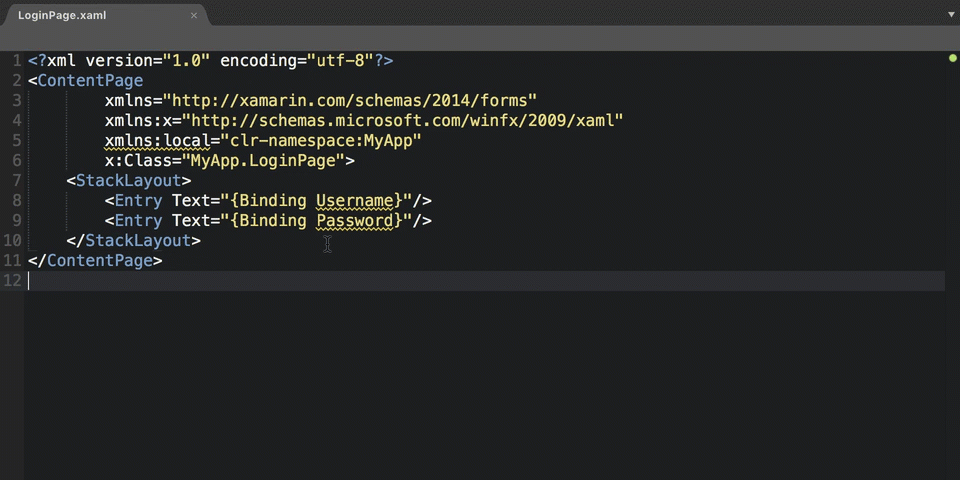 LoginPage.xaml ×
1 <?xml version="1.0" encoding="utf-8"?>
2 <ContentPage
3         xmlns="http://xamarin.com/schemas/2014/forms"
4         xmlns:x="http://schemas.microsoft.com/winfx/2009/xaml"
5         xmlns:local="clr-namespace:MyApp"
6         x:Class="MyApp.LoginPage">
7     <StackLayout>
8         <Entry Text="{Binding Username}"/>
9         <Entry Text="{Binding Password}"/>
10     </StackLayout>
11 </ContentPage>
12